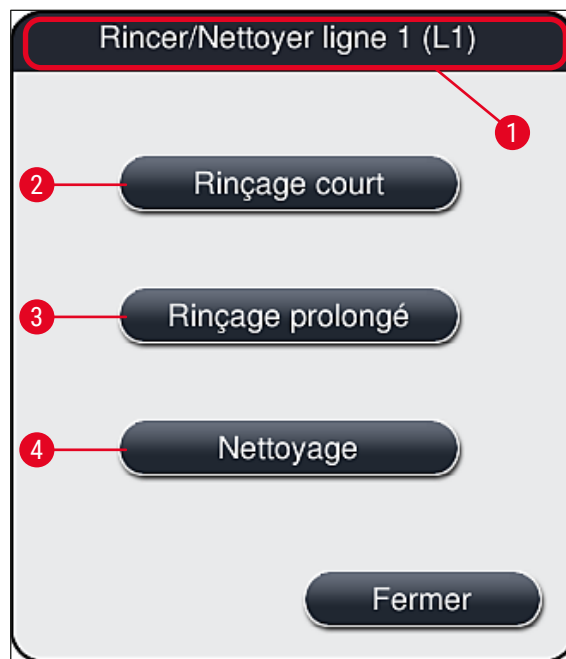 Rincer/Nettoyer ligne 1 (L1)
1
2
Rinçage court
3
Rinçage prolongé
4
Nettoyage
Fermer